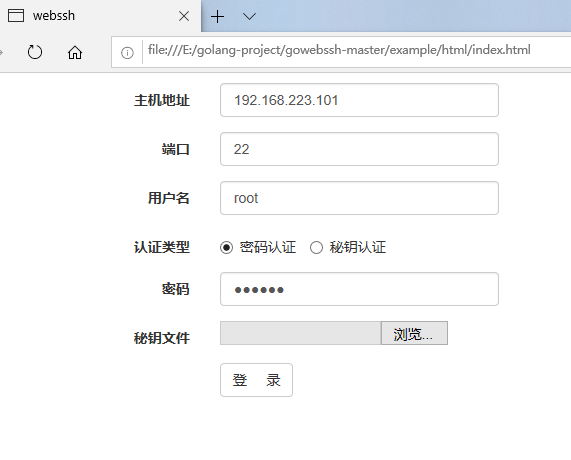 webssh
file:///E:/golang-project/gowebssh-master/example/html/index.html
主机地址 192.168.223.101
端口 22
用户名 root
认证类型 密码认证 秘钥认证
密码 ●●●●●●
秘钥文件 浏览...
登 录